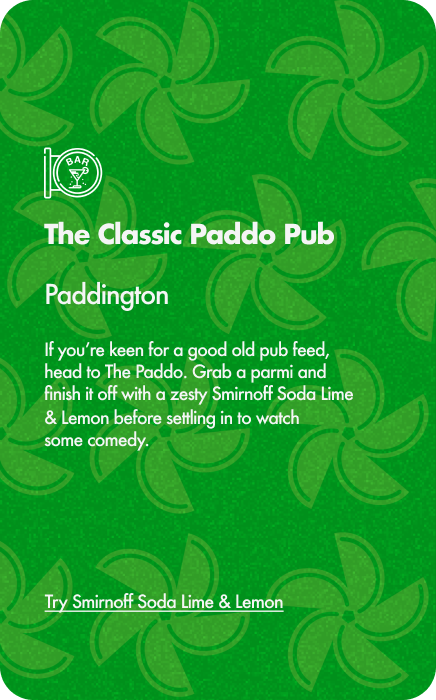 BAR
The Classic Paddo Pub
Paddington
If you’re keen for a good old pub feed,
head to The Paddo. Grab a parmi and
finish it off with a zesty Smirnoff Soda Lime
& Lemon before settling in to watch
some comedy.
Try Smirnoff Soda Lime & Lemon